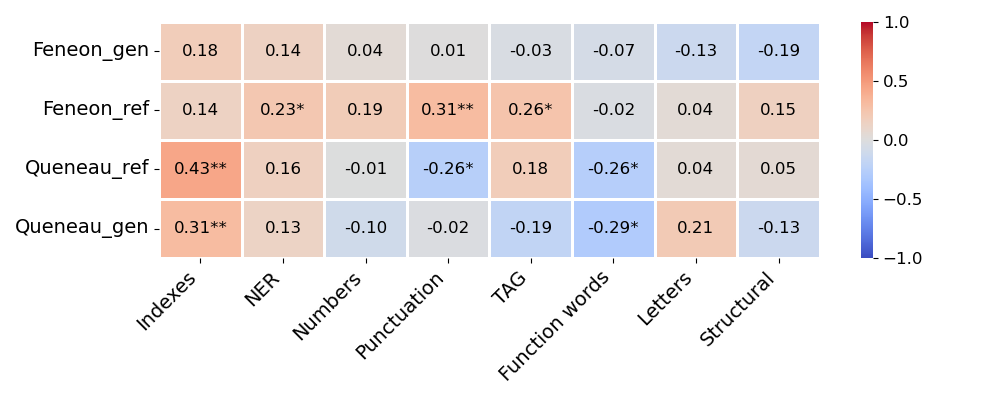 Feneon_gen 0.18 0.14 0.04 0.01 -0.03 -0.07 -0.13 -0.19
Feneon_ref 0.14 0.23* 0.19 0.31** 0.26* -0.02 0.04 0.15
Queneau_ref 0.43** 0.16 -0.01 -0.26* 0.18 -0.26* 0.04 0.05
Queneau_gen 0.31** 0.13 -0.10 -0.02 -0.19 -0.29* 0.21 -0.13
Indexes NER Numbers Punctuation TAG Function words Letters Structural
1.0
0.5
0.0
−0.5
−1.0